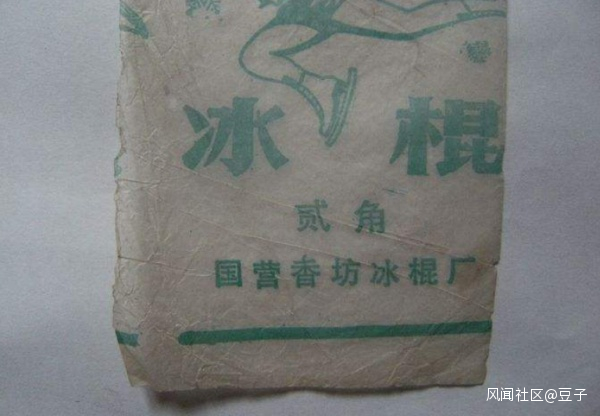 冰棍
贰角
国营香坊冰棍厂
风闻社区@豆子